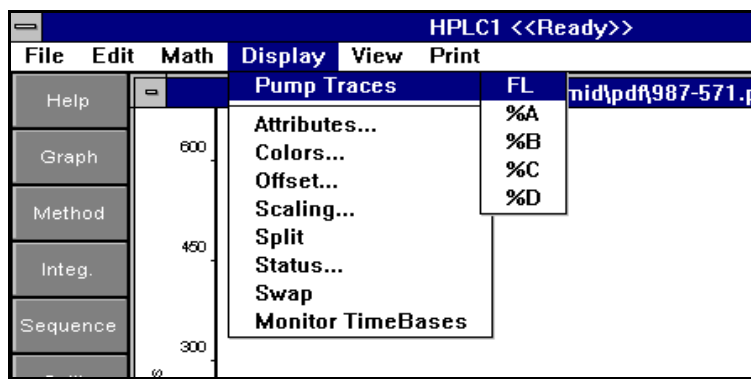 HPLC1 <<Ready>>
File Edit Math Display View Print
Help
Graph
Method
Integ.
Sequence
mid\pdf\987-571.p
600
450
300
Pump Traces
Attributes...
Colors...
Offset...
Scaling...
Split
Status...
Swap
Monitor TimeBases
FL
%A
%B
%C
%D